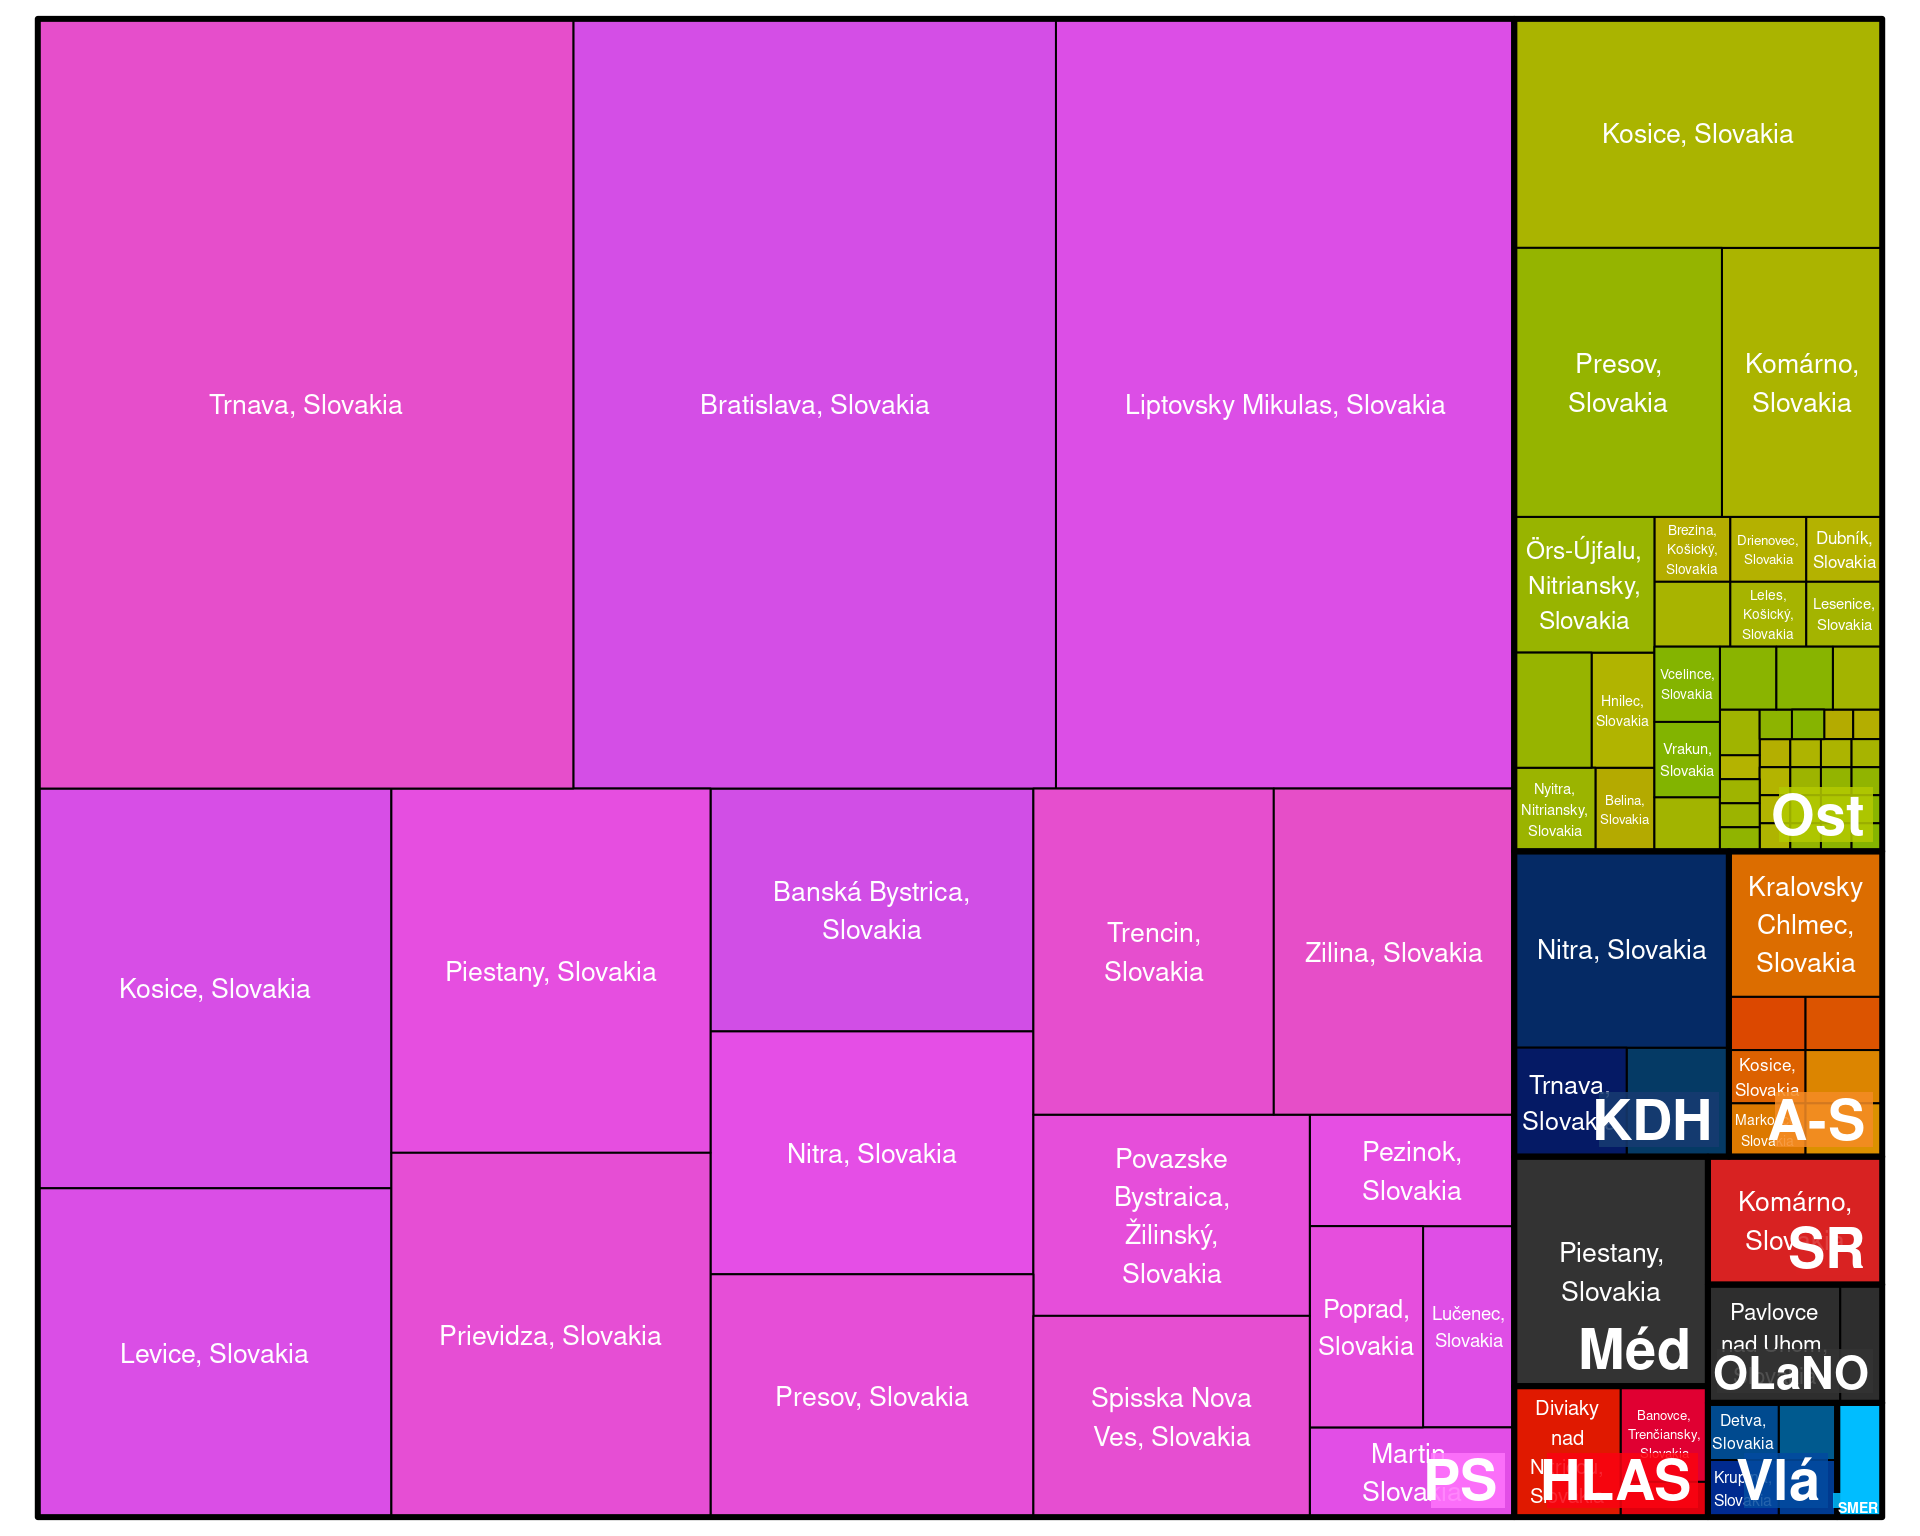 Trnava, Slovakia
Bratislava, Slovakia
Liptovsky Mikulas, Slovakia
Kosice, Slovakia
Levice, Slovakia
Piestany, Slovakia
Prievidza, Slovakia
Banská Bystrica,
Slovakia
Nitra, Slovakia
Presov, Slovakia
Trencin,
Slovakia
Zilina, Slovakia
Povazske
Bystraica,
Žilinský,
Slovakia
Spisska Nova
Ves, Slovakia
Pezinok,
Slovakia
Poprad,
Slovakia
Lučenec,
Slovakia
Martin
PS
Kosice, Slovakia
Presov,
Slovakia
Komárno,
Slovakia
Örs-Újfalu,
Nitriansky,
Slovakia
Brezina,
Košický,
Slovakia
Drienovec,
Slovakia
Dubník,
Slovakia
Leles,
Košický,
Slovakia
Lesenice,
Slovakia
Hnilec,
Slovakia
Vcelince,
Slovakia
Vrakun,
Slovakia
Nyitra,
Nitriansky,
Slovakia
Belina,
Slovakia
Ost
Nitra, Slovakia
Trnava,
KDH
Kralovsky
Chlmec,
Slovakia
Kosice,
Slovakia
A-S
Piestany,
Slovakia
Méd
Komárno,
SR
Pavlovce
nad Uhom,
OLaNO
Diviaky
nad
Banovce,
Trenčiansky,
Slovakia
HLAS
Detva,
Slovakia
Vlá
SMER